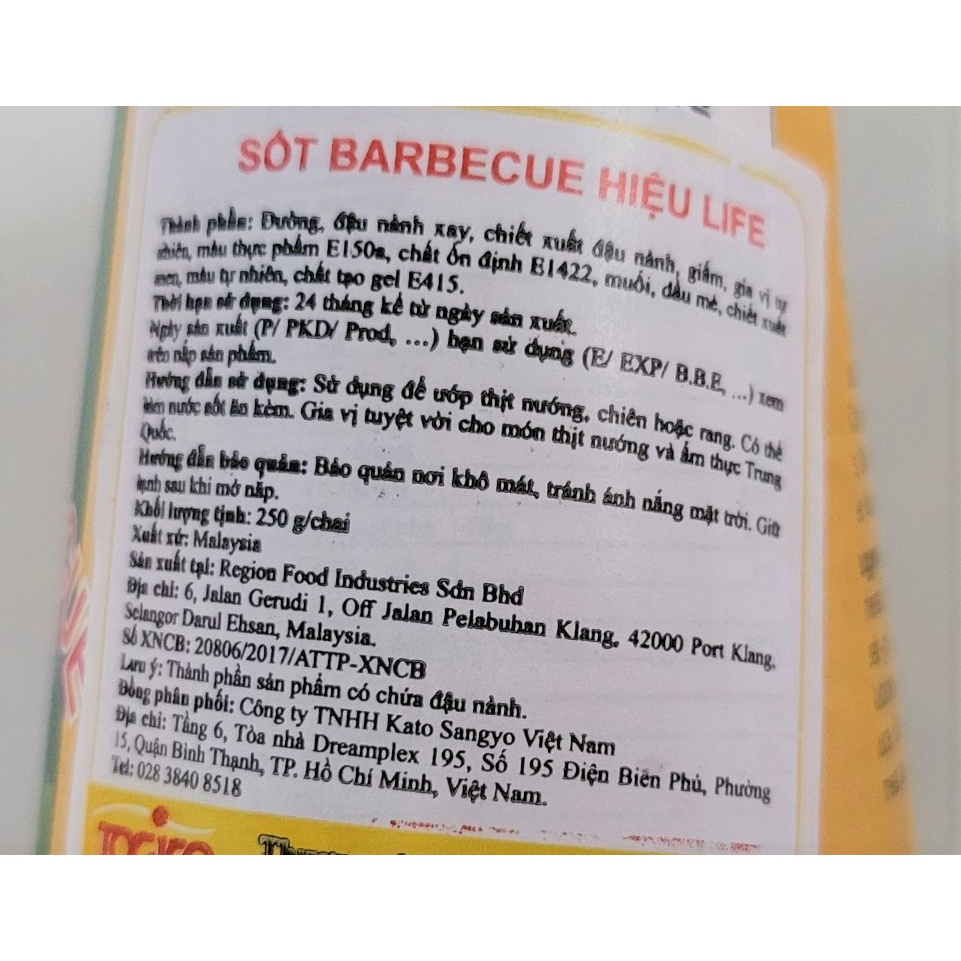 SỐT BARBECUE HIỆU LIFE
Thành phần: Đường, đậu nành xay, chiết xuất đậu nành, giấm, gia vị tự
nhiên, màu thực phẩm E150a, chất ổn định E1422, muối, dầu mè, chiết xuất
men, màu tự nhiên, chất tạo gel E415.
Thời hạn sử dụng: 24 tháng kể từ ngày sản xuất.
Ngày sản xuất (P/ PKD/ Prod, ...) hạn sử dụng (E/ EXP/ B.B.E, ...) xem
trên nắp sản phẩm.
Hướng dẫn sử dụng: Sử dụng để ướp thịt nướng, chiên hoặc rang. Có thể
làm nước sốt ăn kèm. Gia vị tuyệt vời cho món thịt nướng và ẩm thực Trung
Quốc.
Hướng dẫn bảo quản: Bảo quản nơi khô mát, tránh ánh nắng mặt trời. Giữ
lạnh sau khi mở nắp.
Khối lượng tịnh: 250 g/chai
Xuất xứ: Malaysia
Sản xuất tại: Region Food Industries Sdn Bhd
Địa chỉ: 6, Jalan Gerudi 1, Off Jalan Pelabuhan Klang, 42000 Port Klang,
Selangor Darul Ehsan, Malaysia.
Số XNCB: 20806/2017/ATTP-XNCB
Lưu ý: Thành phần sản phẩm có chứa đậu nành.
Đồng phân phối: Công ty TNHH Kato Sangyo Việt Nam
Địa chỉ: Tầng 6, Tòa nhà Dreamplex 195, Số 195 Điện Biên Phủ, Phường
15, Quận Bình Thạnh, TP. Hồ Chí Minh, Việt Nam.
Tel: 028 3840 8518